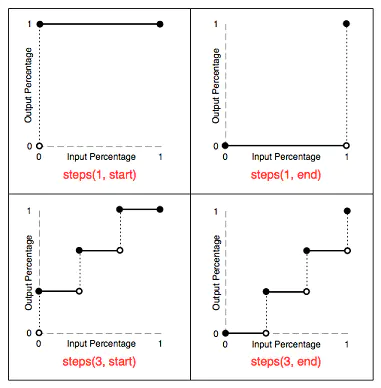 1
Output Percentage
0
0 Input Percentage 1
steps(1, start)
1
Output Percentage
0
0 Input Percentage 1
steps(1, end)
1
Output Percentage
0
0 Input Percentage 1
steps(3, start)
1
Output Percentage
0
0 Input Percentage 1
steps(3, end)